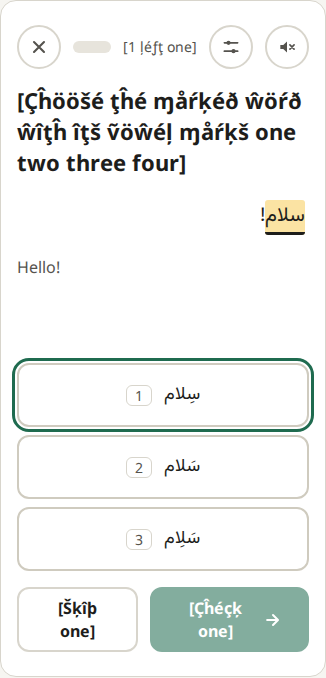 [1 ļéƒţ one]
[Çĥööšé ţĥé ɱåŕķéð ŵöŕð
ŵîţĥ îţš ṽöŵéļ ɱåŕķš one
two three four]
سلام!
Hello!
1 سِلام
2 سَلام
3 سَلِام
[Šķîþ
one]
[Çĥéçķ
one]